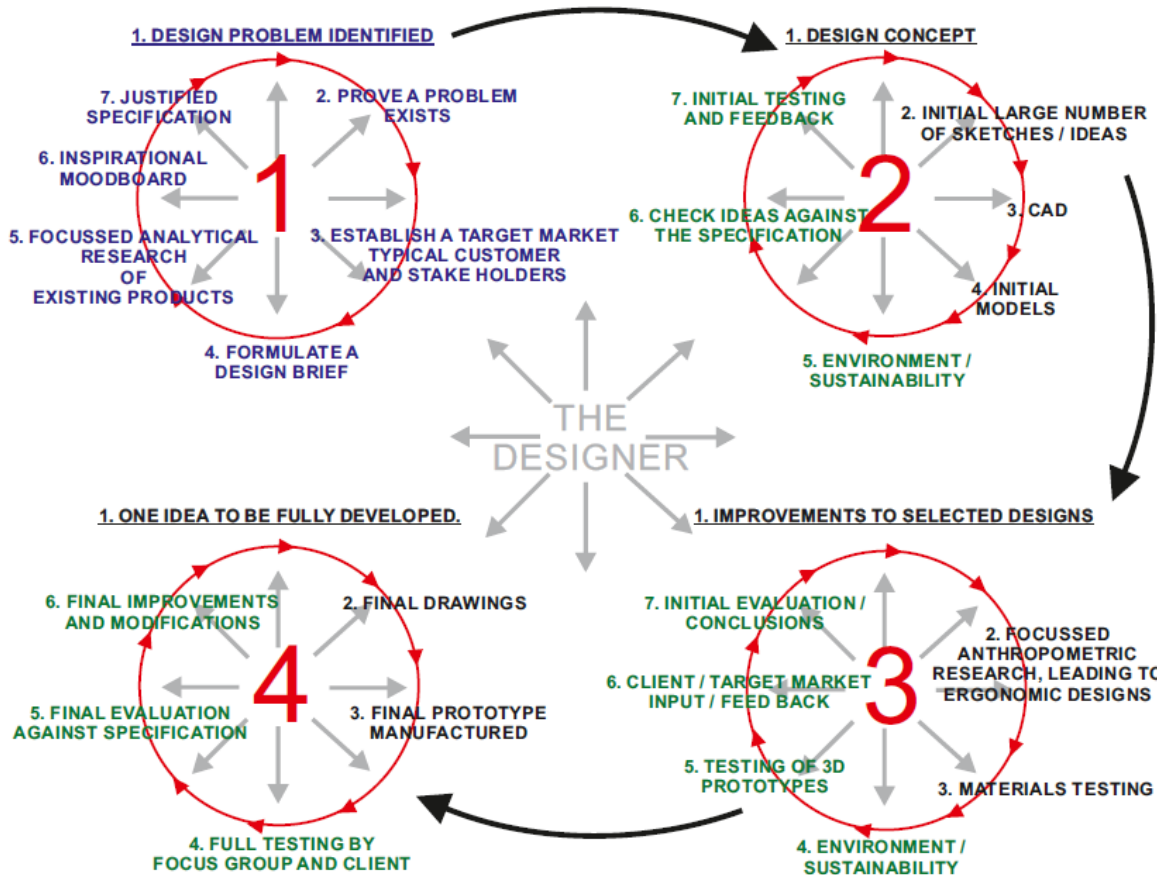 1. DESIGN PROBLEM IDENTIFIED
2. PROVE A PROBLEM
EXISTS
3. ESTABLISH A TARGET MARKET
TYPICAL CUSTOMER
AND STAKE HOLDERS
4. FORMULATE A
DESIGN BRIEF
5. FOCUSSED ANALYTICAL
RESEARCH
OF
EXISTING PRODUCTS
6. INSPIRATIONAL
MOODBOARD
7. JUSTIFIED
SPECIFICATION
1
1. DESIGN CONCEPT
2. INITIAL LARGE NUMBER
OF SKETCHES / IDEAS
3. CAD
4. INITIAL
MODELS
5. ENVIRONMENT /
SUSTAINABILITY
6. CHECK IDEAS AGAINST
THE SPECIFICATION
7. INITIAL TESTING
AND FEEDBACK
2
THE
DESIGNER
1. IMPROVEMENTS TO SELECTED DESIGNS
2. FOCUSSED
ANTHROPOMETRIC
RESEARCH, LEADING TO
ERGONOMIC DESIGNS
3. MATERIALS TESTING
4. ENVIRONMENT /
SUSTAINABILITY
5. TESTING OF 3D
PROTOTYPES
6. CLIENT / TARGET MARKET
INPUT / FEED BACK
7. INITIAL EVALUATION /
CONCLUSIONS
3
1. ONE IDEA TO BE FULLY DEVELOPED.
2. FINAL DRAWINGS
3. FINAL PROTOTYPE
MANUFACTURED
4. FULL TESTING BY
FOCUS GROUP AND CLIENT
5. FINAL EVALUATION
AGAINST SPECIFICATION
6. FINAL IMPROVEMENTS
AND MODIFICATIONS
4